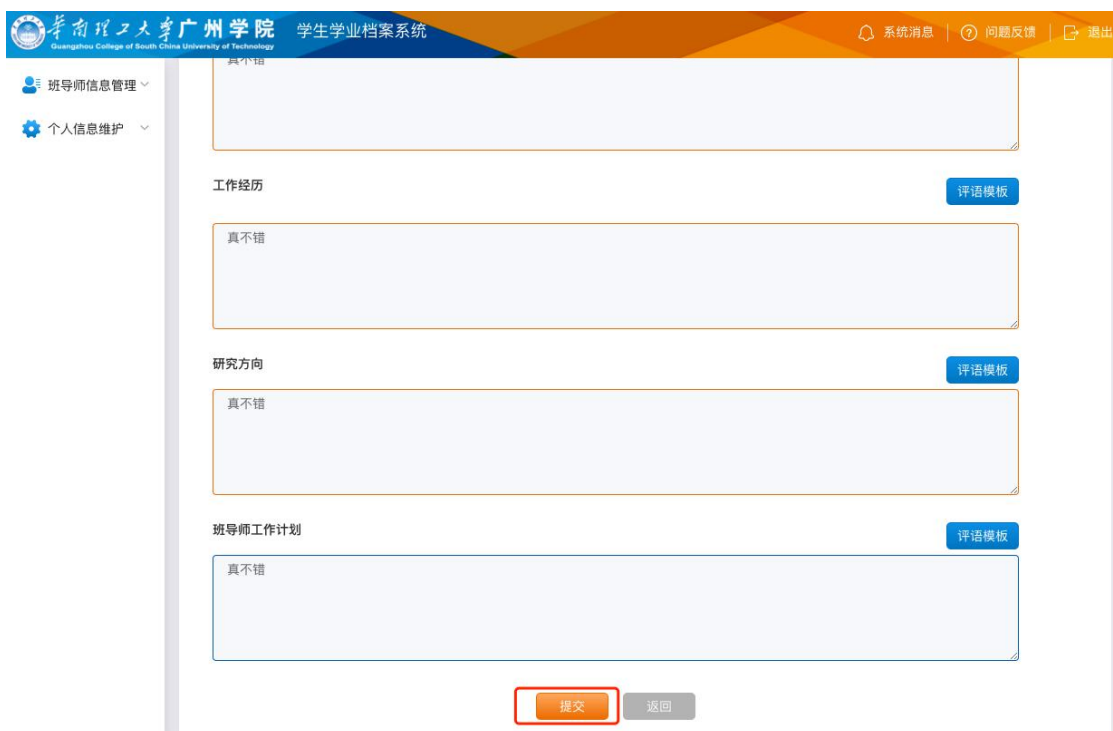 华南理工大学广州学院 学生学业档案系统 系统消息 问题反馈 退出
Guangzhou College of South China University of Technology
班导师信息管理
真不错
个人信息维护
工作经历 评语模板
真不错
研究方向 评语模板
真不错
班导师工作计划 评语模板
真不错
提交 返回